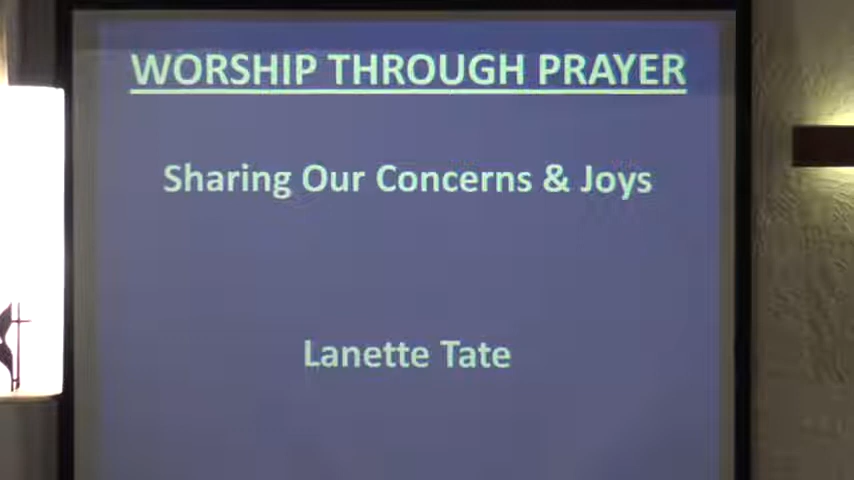 WORSHIP THROUGH PRAYER
Sharing Our Concerns & Joys
Lanette Tate